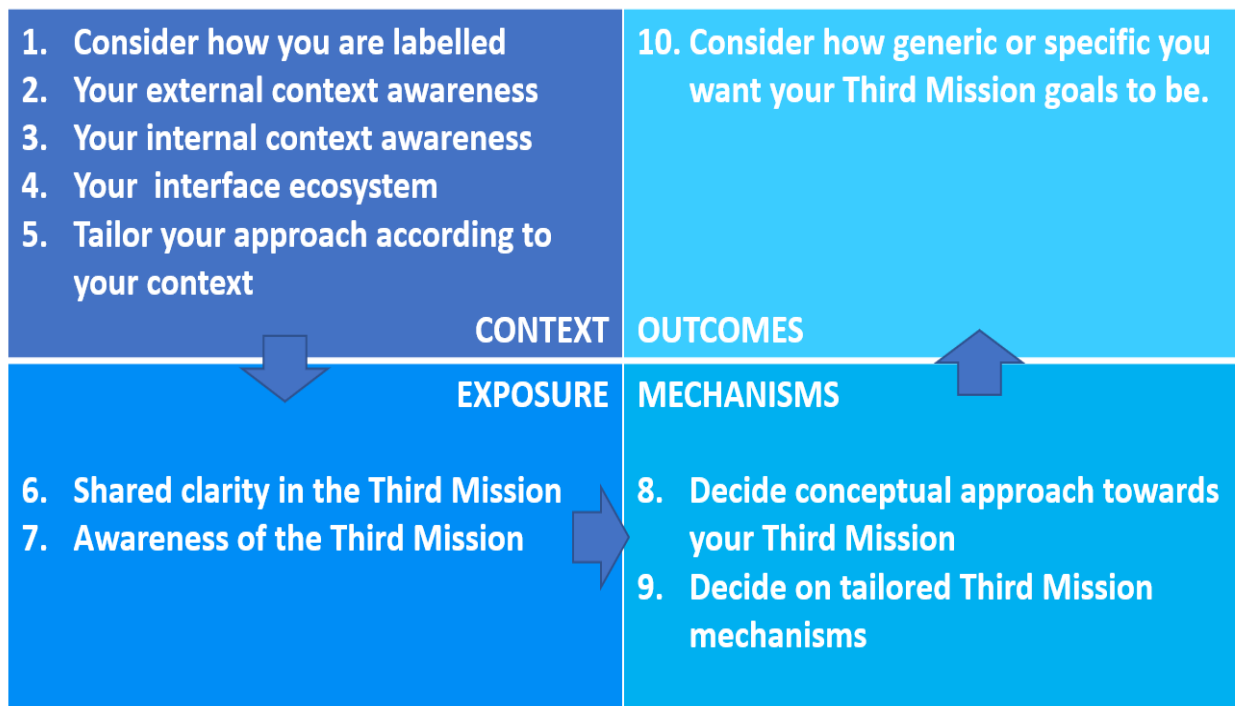 1. Consider how you are labelled
2. Your external context awareness
3. Your internal context awareness
4. Your  interface ecosystem
5. Tailor your approach according to
your context
CONTEXT
10. Consider how generic or specific you
want your Third Mission goals to be.
OUTCOMES
EXPOSURE
6. Shared clarity in the Third Mission
7. Awareness of the Third Mission
MECHANISMS
8. Decide conceptual approach towards
your Third Mission
9. Decide on tailored Third Mission
mechanisms